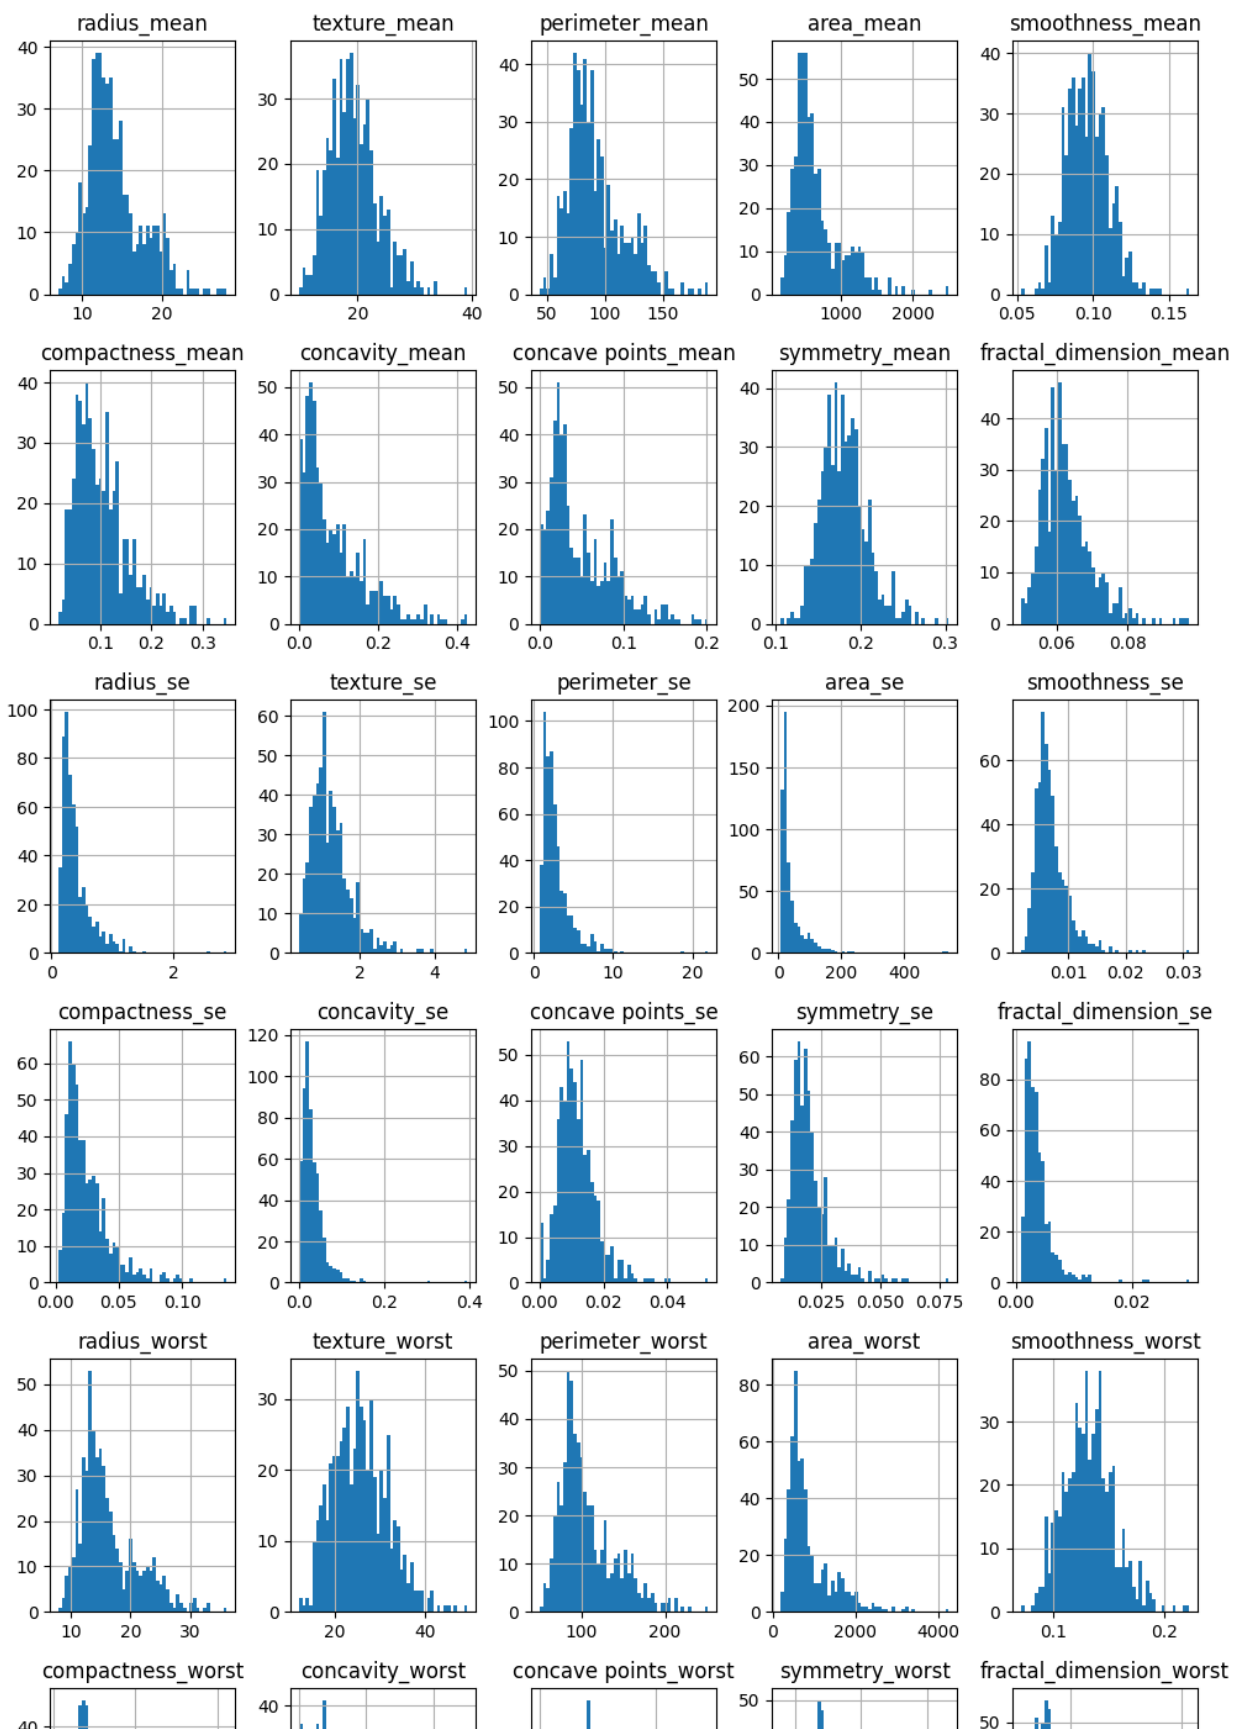 radius_mean texture_mean perimeter_mean area_mean smoothness_mean
40 30 20 10 0 10 20
30 20 10 0 20 40
40 30 20 10 0 50 100 150
50 40 30 20 10 0 1000 2000
40 30 20 10 0 0.05 0.10 0.15
compactness_mean concavity_mean concave points_mean symmetry_mean fractal_dimension_mean
40 30 20 10 0 0.1 0.2 0.3
50 40 30 20 10 0 0.0 0.2 0.4
50 40 30 20 10 0 0.0 0.1 0.2
40 30 20 10 0 0.1 0.2 0.3
40 30 20 10 0 0.06 0.08
radius_se texture_se perimeter_se area_se smoothness_se
100 80 60 40 20 0 0 2
60 50 40 30 20 10 0 2 4
100 80 60 40 20 0 0 10 20
200 150 100 50 0 0 200 400
60 40 20 0 0.01 0.02 0.03
compactness_se concavity_se concave points_se symmetry_se fractal_dimension_se
60 50 40 30 20 10 0 0.00 0.05 0.10
120 100 80 60 40 20 0 0.0 0.2 0.4
50 40 30 20 10 0 0.00 0.02 0.04
60 50 40 30 20 10 0 0.025 0.050 0.075
80 60 40 20 0 0.00 0.02
radius_worst texture_worst perimeter_worst area_worst smoothness_worst
50 40 30 20 10 0 10 20 30
30 20 10 0 20 40
50 40 30 20 10 0 100 200
80 60 40 20 0 0 2000 4000
30 20 10 0 0.1 0.2
compactness_worst concavity_worst concave points_worst symmetry_worst fractal_dimension_worst
40 40 50 50